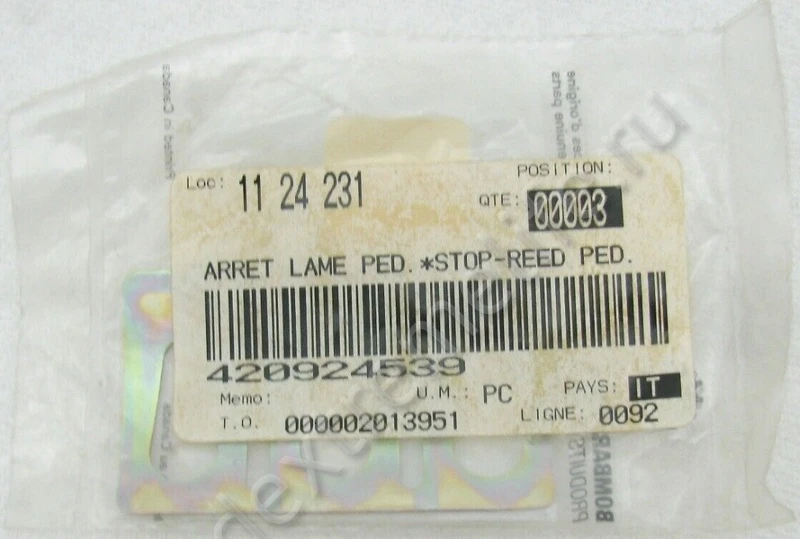 Loc: 11 24 231
POSITION:
QTE: 00003
ARRET LAME PED.*STOP-REED PED.
420924539
Memo:
U.M.: PC
PAYS: IT
T.O. 000002013951
LIGNE: 0092